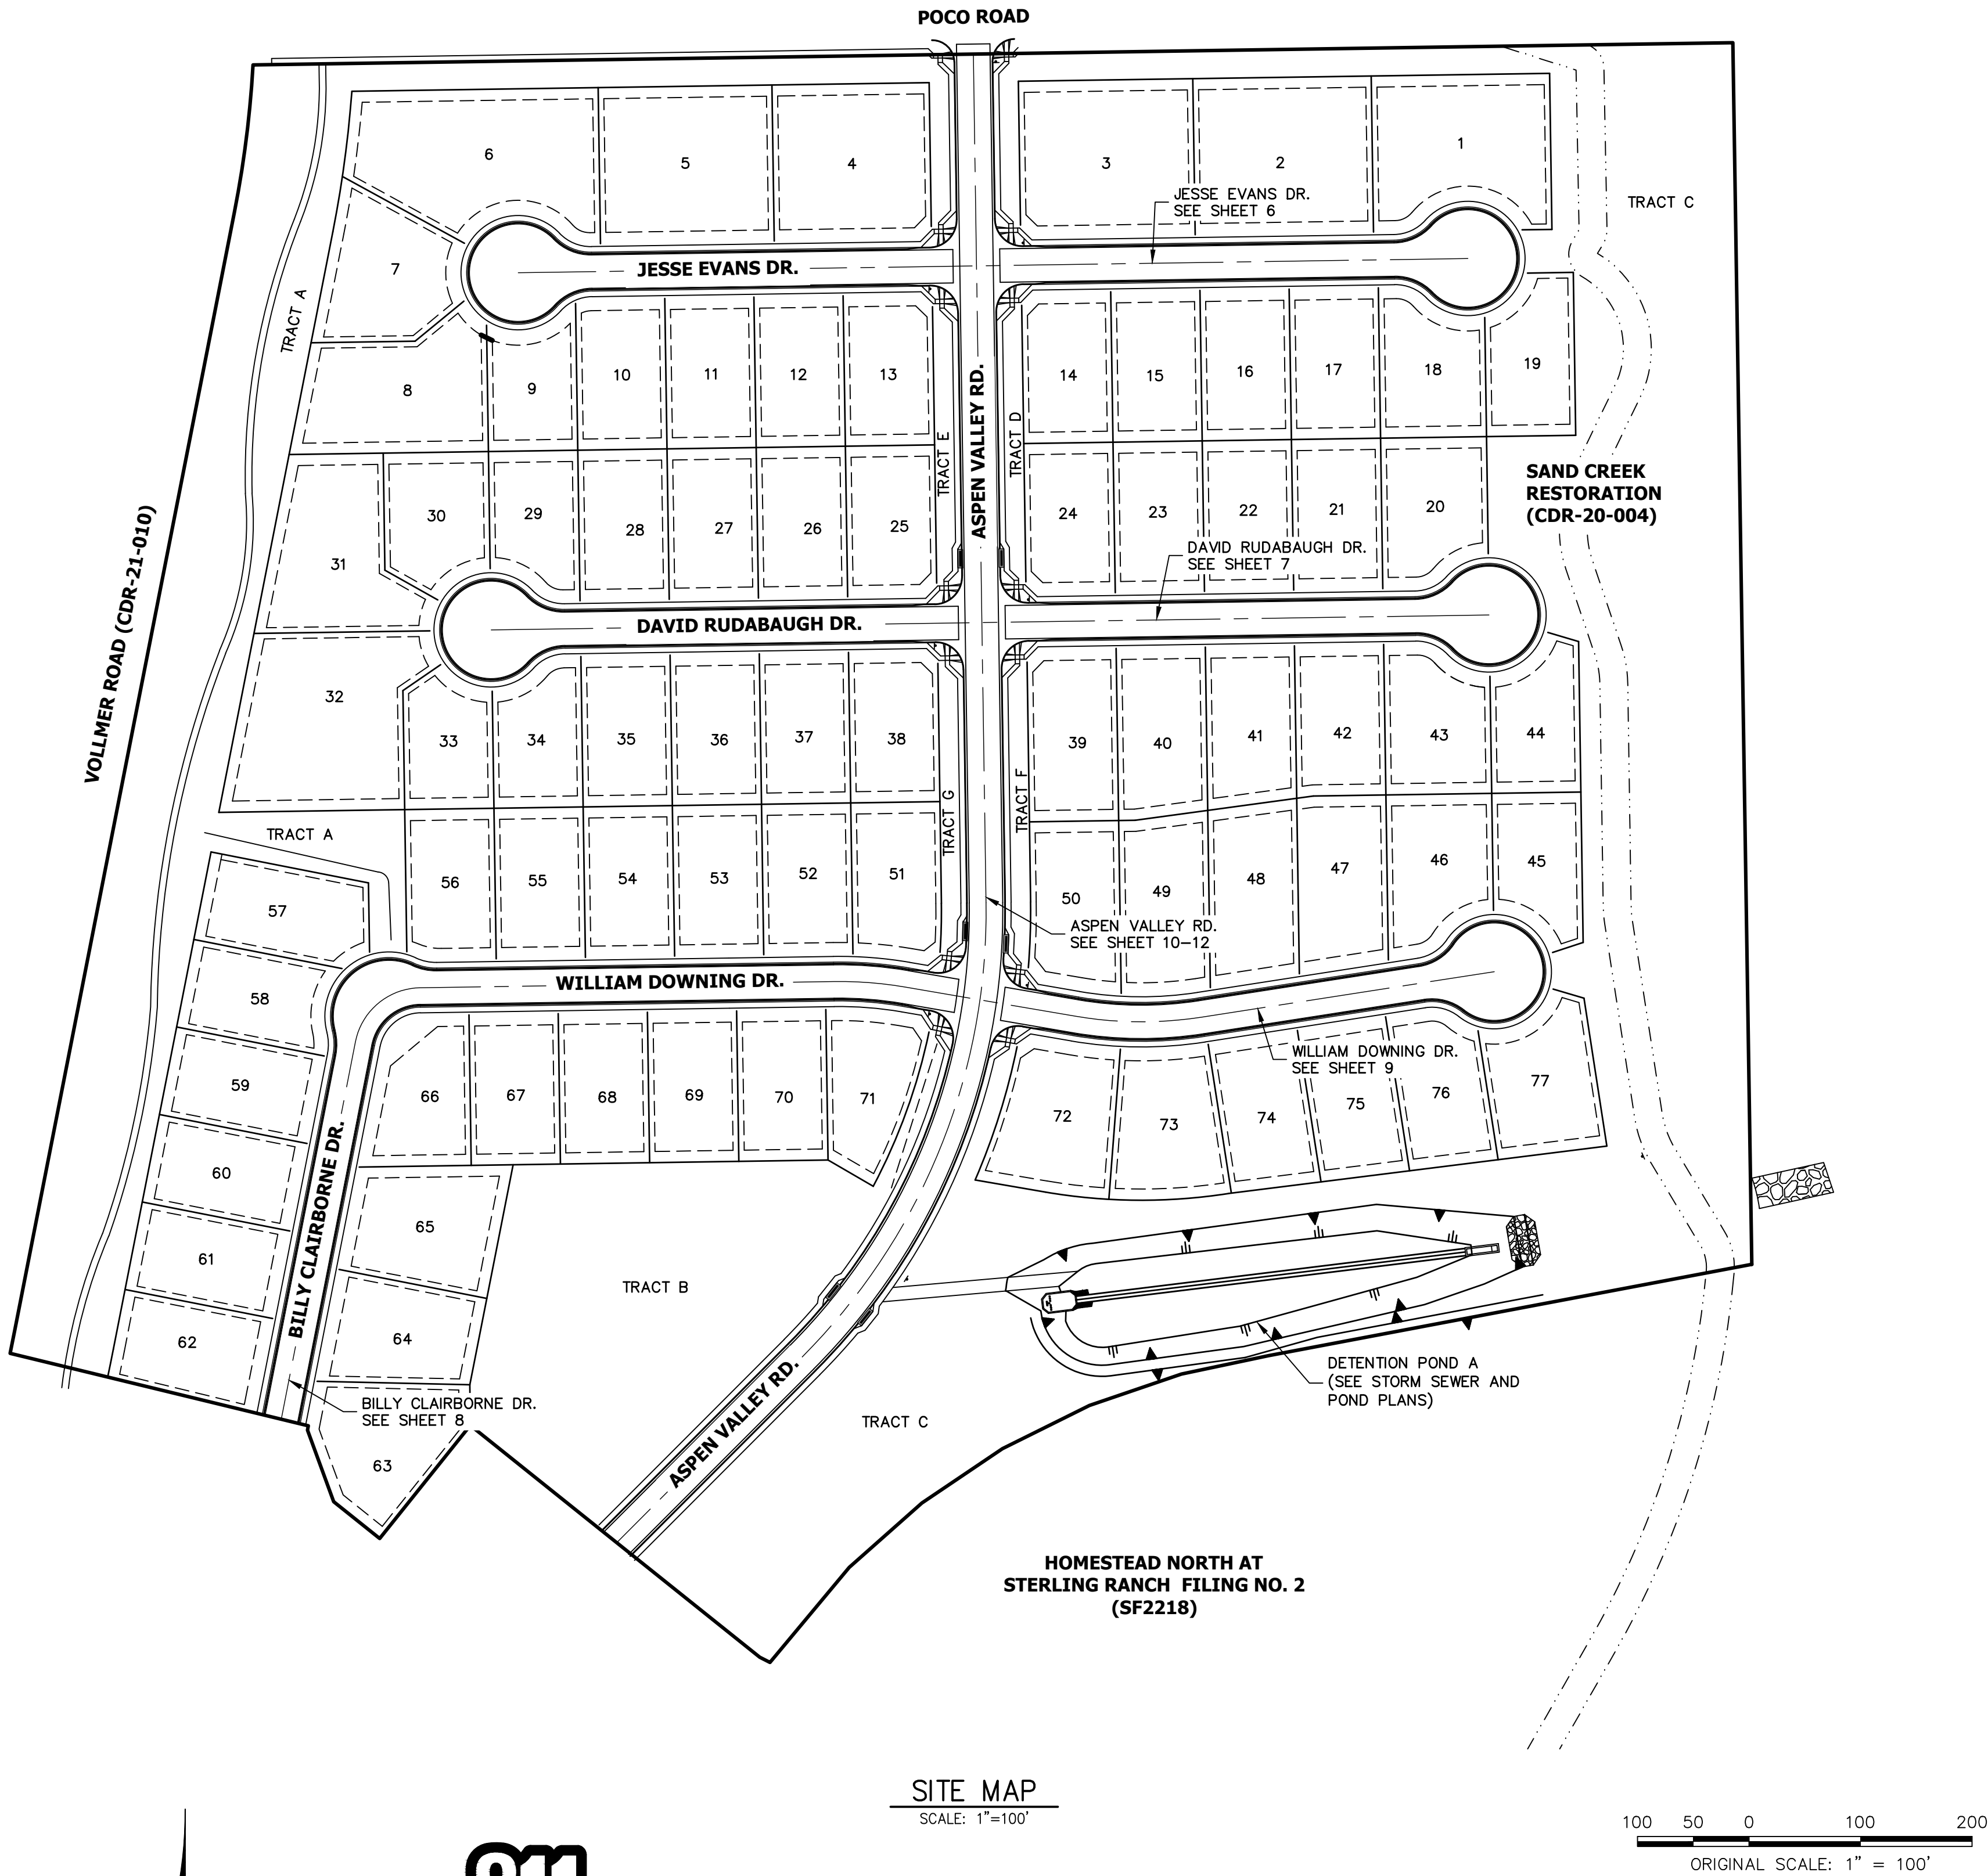 POCO ROAD
6
5
4
3
2
1
TRACT C
JESSE EVANS DR.
SEE SHEET 6
7
JESSE EVANS DR.
TRACT A
8
9
10
11
12
13
14
15
16
17
18
19
TRACT E
ASPEN VALLEY RD.
TRACT D
SAND CREEK
RESTORATION
(CDR-20-004)
31
30
29
28
27
26
25
24
23
22
21
20
DAVID RUDABAUGH DR.
SEE SHEET 7
DAVID RUDABAUGH DR.
VOLLMER ROAD (CDR-21-010)
32
33
34
35
36
37
38
39
40
41
42
43
44
TRACT G
TRACT F
TRACT A
57
56
55
54
53
52
51
50
49
48
47
46
45
ASPEN VALLEY RD.
SEE SHEET 10-12
WILLIAM DOWNING DR.
58
WILLIAM DOWNING DR.
SEE SHEET 9
59
66
67
68
69
70
71
72
73
74
75
76
77
60
BILLY CLAIRBORNE DR.
65
61
TRACT B
62
64
DETENTION POND A
(SEE STORM SEWER AND
POND PLANS)
BILLY CLAIRBORNE DR.
SEE SHEET 8
63
ASPEN VALLEY RD.
TRACT C
HOMESTEAD NORTH AT
STERLING RANCH FILING NO. 2
(SF2218)
SITE MAP
SCALE: 1"=100'
100 50 0 100 200
ORIGINAL SCALE: 1" = 100'
811